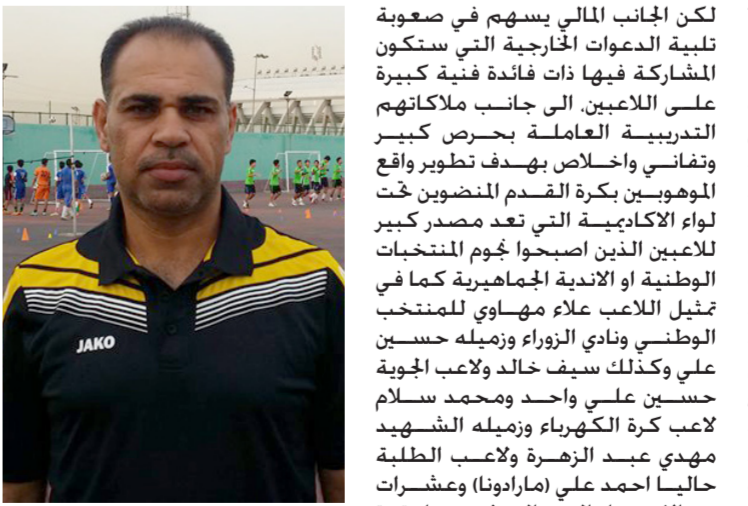 لكن الجانب المالي يسهم في صعوبة
تلبية الدعوات الخارجية التي ستكون
المشاركة فيها ذات فائدة فنية كبيرة
على اللاعبين. الى جانب ملاكاتهم
التدريبية العاملة بحرص كبير
وتفاني واخلاص بهدف تطوير واقع
الموهوبين بكرة القدم المنضوين تحت
لواء الاكاديمية التي تعد مصدر كبير
للاعبين الذين اصبحوا نجوم المنتخبات
الوطنية او الاندية الجماهيرية كما في
تمثيل اللاعب علاء مهاوي للمنتخب
الوطني ونادي الزوراء وزميله حسين
علي وكذلك سيف خالد ولاعب الجوية
حسين علي واحد ومحمد سلام
لاعب كرة الكهرباء وزميله الشهيد
مهدي عبد الزهرة ولاعب الطلبة
حاليا احمد علي (مارادونا) وعشرات
JAKO